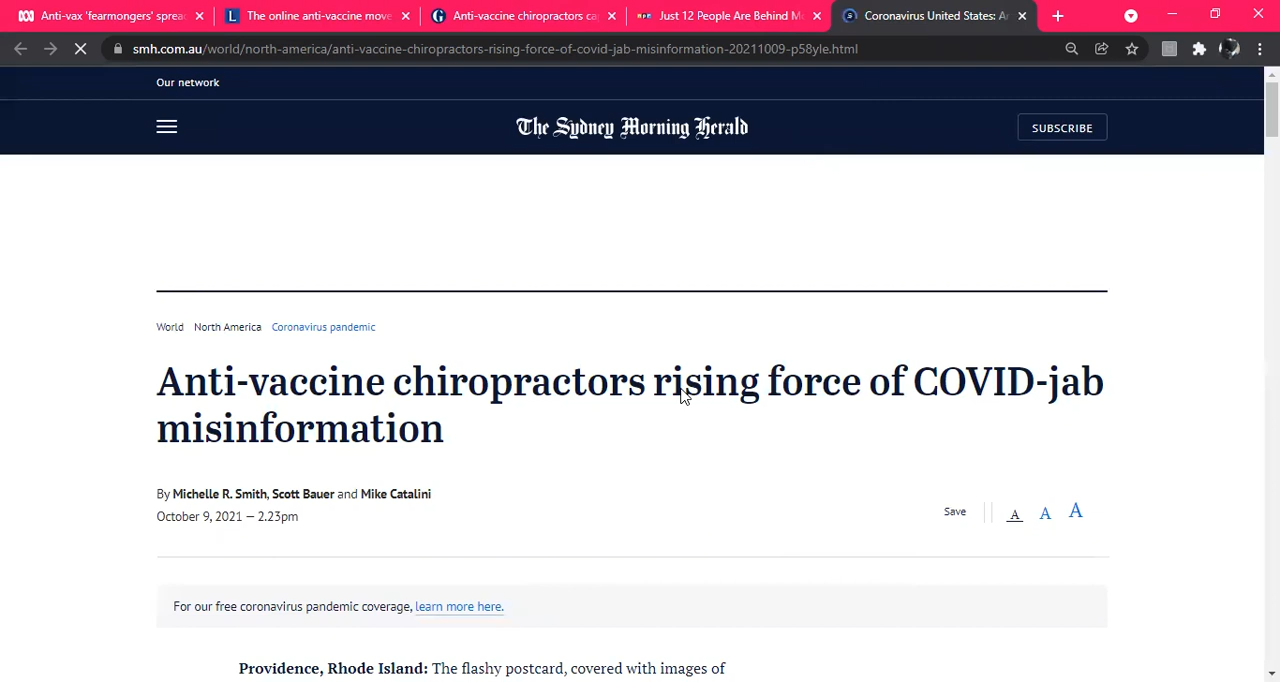 Anti-vax 'fearmongers' sprea
The online anti-vaccine move
Anti-vaccine chiropractors ca
Just 12 People Are Behind M
Coronavirus United States: A
smh.com.au/world/north-america/anti-vaccine-chiropractors-rising-force-of-covid-jab-misinformation-20211009-p58yle.html
Our network
The Sydney Morning Herald
SUBSCRIBE
World North America Coronavirus pandemic
Anti-vaccine chiropractors rising force of COVID-jab
misinformation
By Michelle R. Smith, Scott Bauer and Mike Catalini
October 9, 2021 — 2.23pm
Save A A A
For our free coronavirus pandemic coverage, learn more here.
Providence, Rhode Island: The flashy postcard, covered with images of